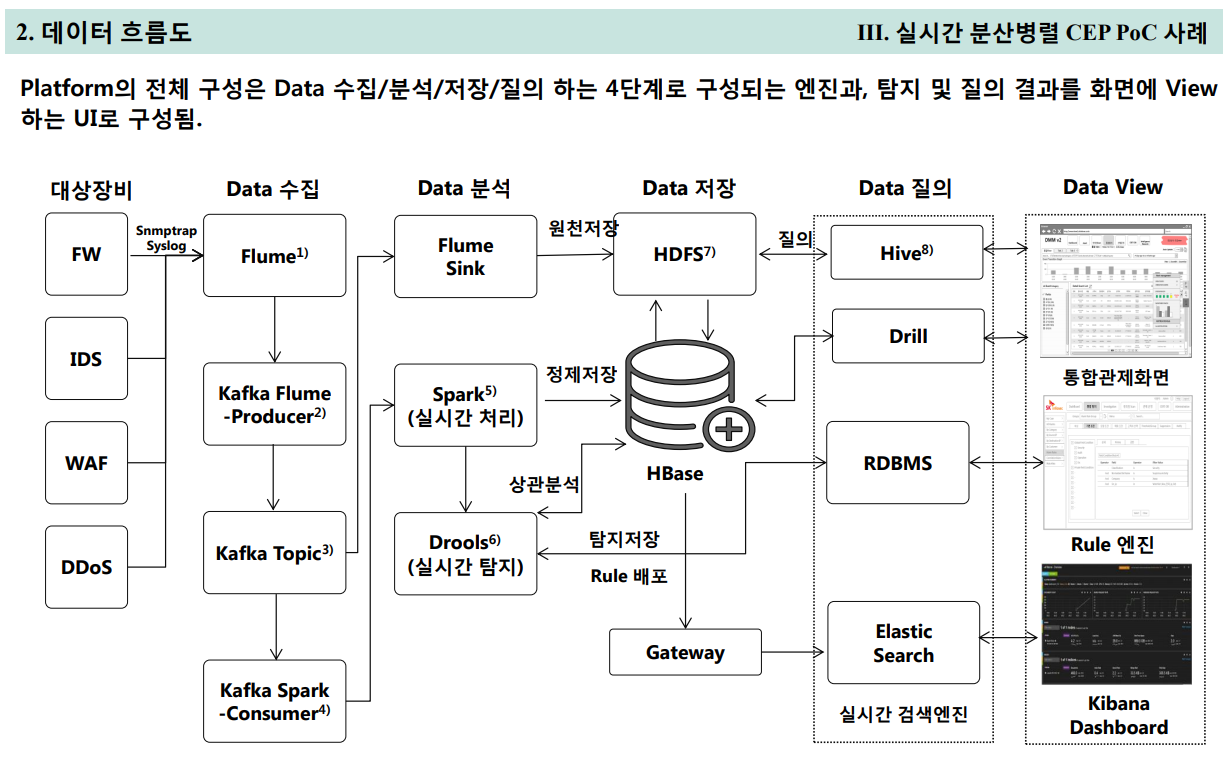 2. 데이터 흐름도
III. 실시간 분산병렬 CEP PoC 사례
Platform의 전체 구성은 Data 수집/분석/저장/질의 하는 4단계로 구성되는 엔진과, 탐지 및 질의 결과를 화면에 View
하는 UI로 구성됨.
대상장비
Data 수집
Data 분석
Data 저장
Data 질의
Data View
FW
IDS
WAF
DDoS
Snmptrap
Syslog
Flume1)
Kafka Flume
-Producer2)
Kafka Topic3)
Kafka Spark
-Consumer4)
Flume
Sink
Spark5)
(실시간 처리)
Drools6)
(실시간 탐지)
원천저장
정제저장
상관분석
탐지저장
Rule 배포
HDFS7)
HBase
Gateway
질의
Hive8)
Drill
RDBMS
Elastic
Search
실시간 검색엔진
DMM v2
통합관제화면
Rule 엔진
Kibana
Dashboard